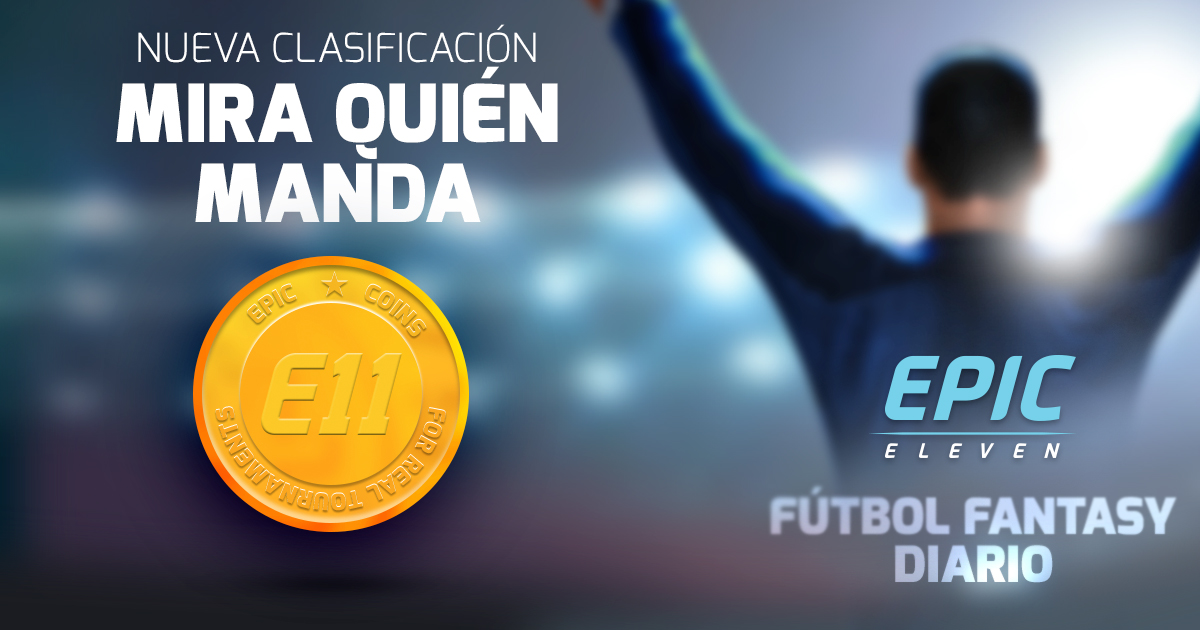 NUEVA CLASIFICACIÓN
MIRA QUIÉN
MANDA
EPIC ★ COINS
E11
FOR REAL TOURNAMENTS
EPIC
ELEVEN
FÚTBOL FANTASY
DIARIO